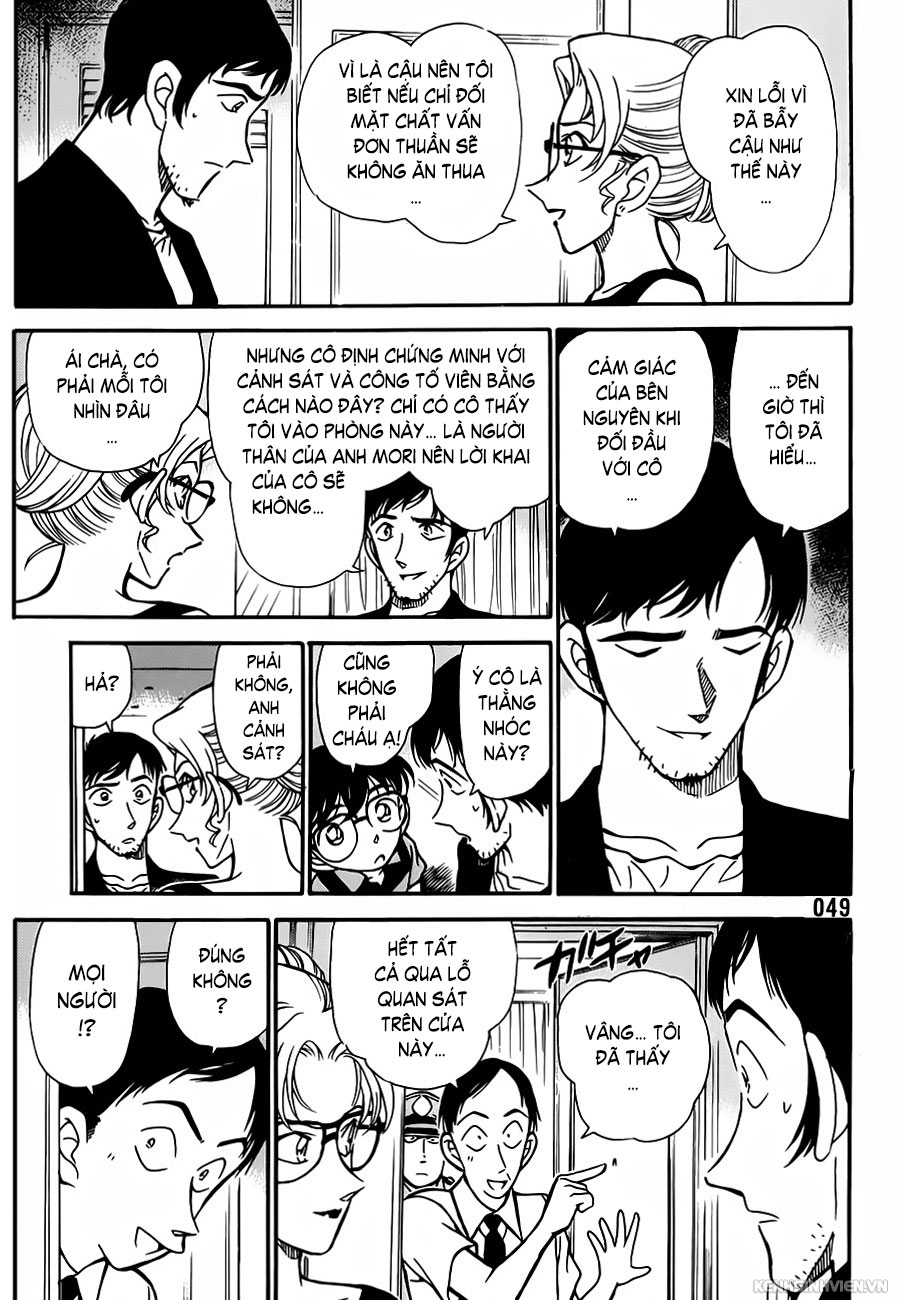 XIN LỖI VÌ
ĐÃ BẪY
CẬU NHƯ
THẾ NÀY
...
VÌ LÀ CẬU NÊN TÔI
BIẾT NẾU CHỈ ĐỐI
MẶT CHẤT VẤN
ĐƠN THUẦN SẼ
KHÔNG ĂN THUA
...
... ĐẾN
GIỜ THÌ
TÔI ĐÃ
HIỂU...
CẢM GIÁC
CỦA BÊN
NGUYÊN KHI
ĐỐI ĐẦU
VỚI CÔ
...
NHƯNG CÔ ĐỊNH CHỨNG MINH VỚI
CẢNH SÁT VÀ CÔNG TỐ VIÊN BẰNG
CÁCH NÀO ĐÂY? CHỈ CÓ CÔ THẤY
TÔI VÀO PHÒNG NÀY... LÀ NGƯỜI
THÂN CỦA ANH MORI NÊN LỜI KHAI
CỦA CÔ SẼ
KHÔNG...
ÁI CHÀ, CÓ
PHẢI MỖI TÔI
NHÌN ĐÂU
...
Ý CÔ LÀ
THẰNG
NHÓC
NÀY?
CŨNG
KHÔNG
PHẢI
CHÁU Ạ!
PHẢI
KHÔNG,
ANH
CẢNH
SÁT?
HẢ?
049
VÂNG... TÔI
ĐÃ THẤY
...
ガチャ
HẾT TẤT
CẢ QUA LỖ
QUAN SÁT
TRÊN CỬA
NÀY...
ĐÚNG
KHÔNG
?
MỌI
NGƯỜI
!?
KENHSINHVIEN.VN